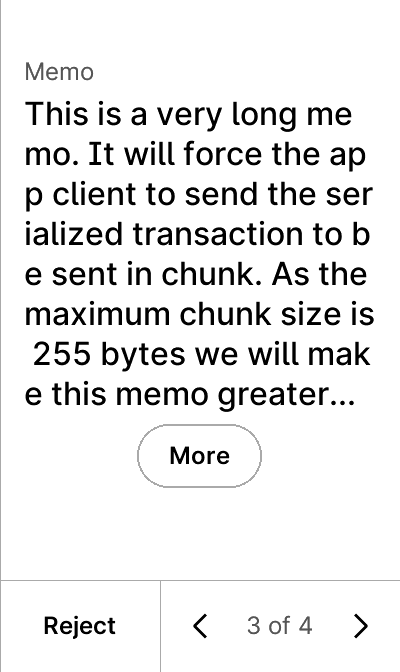 Memo
This is a very long me
mo. It will force the ap
p client to send the ser
ialized transaction to b
e sent in chunk. As the
maximum chunk size is
 255 bytes we will mak
e this memo greater...
More
Reject
3 of 4